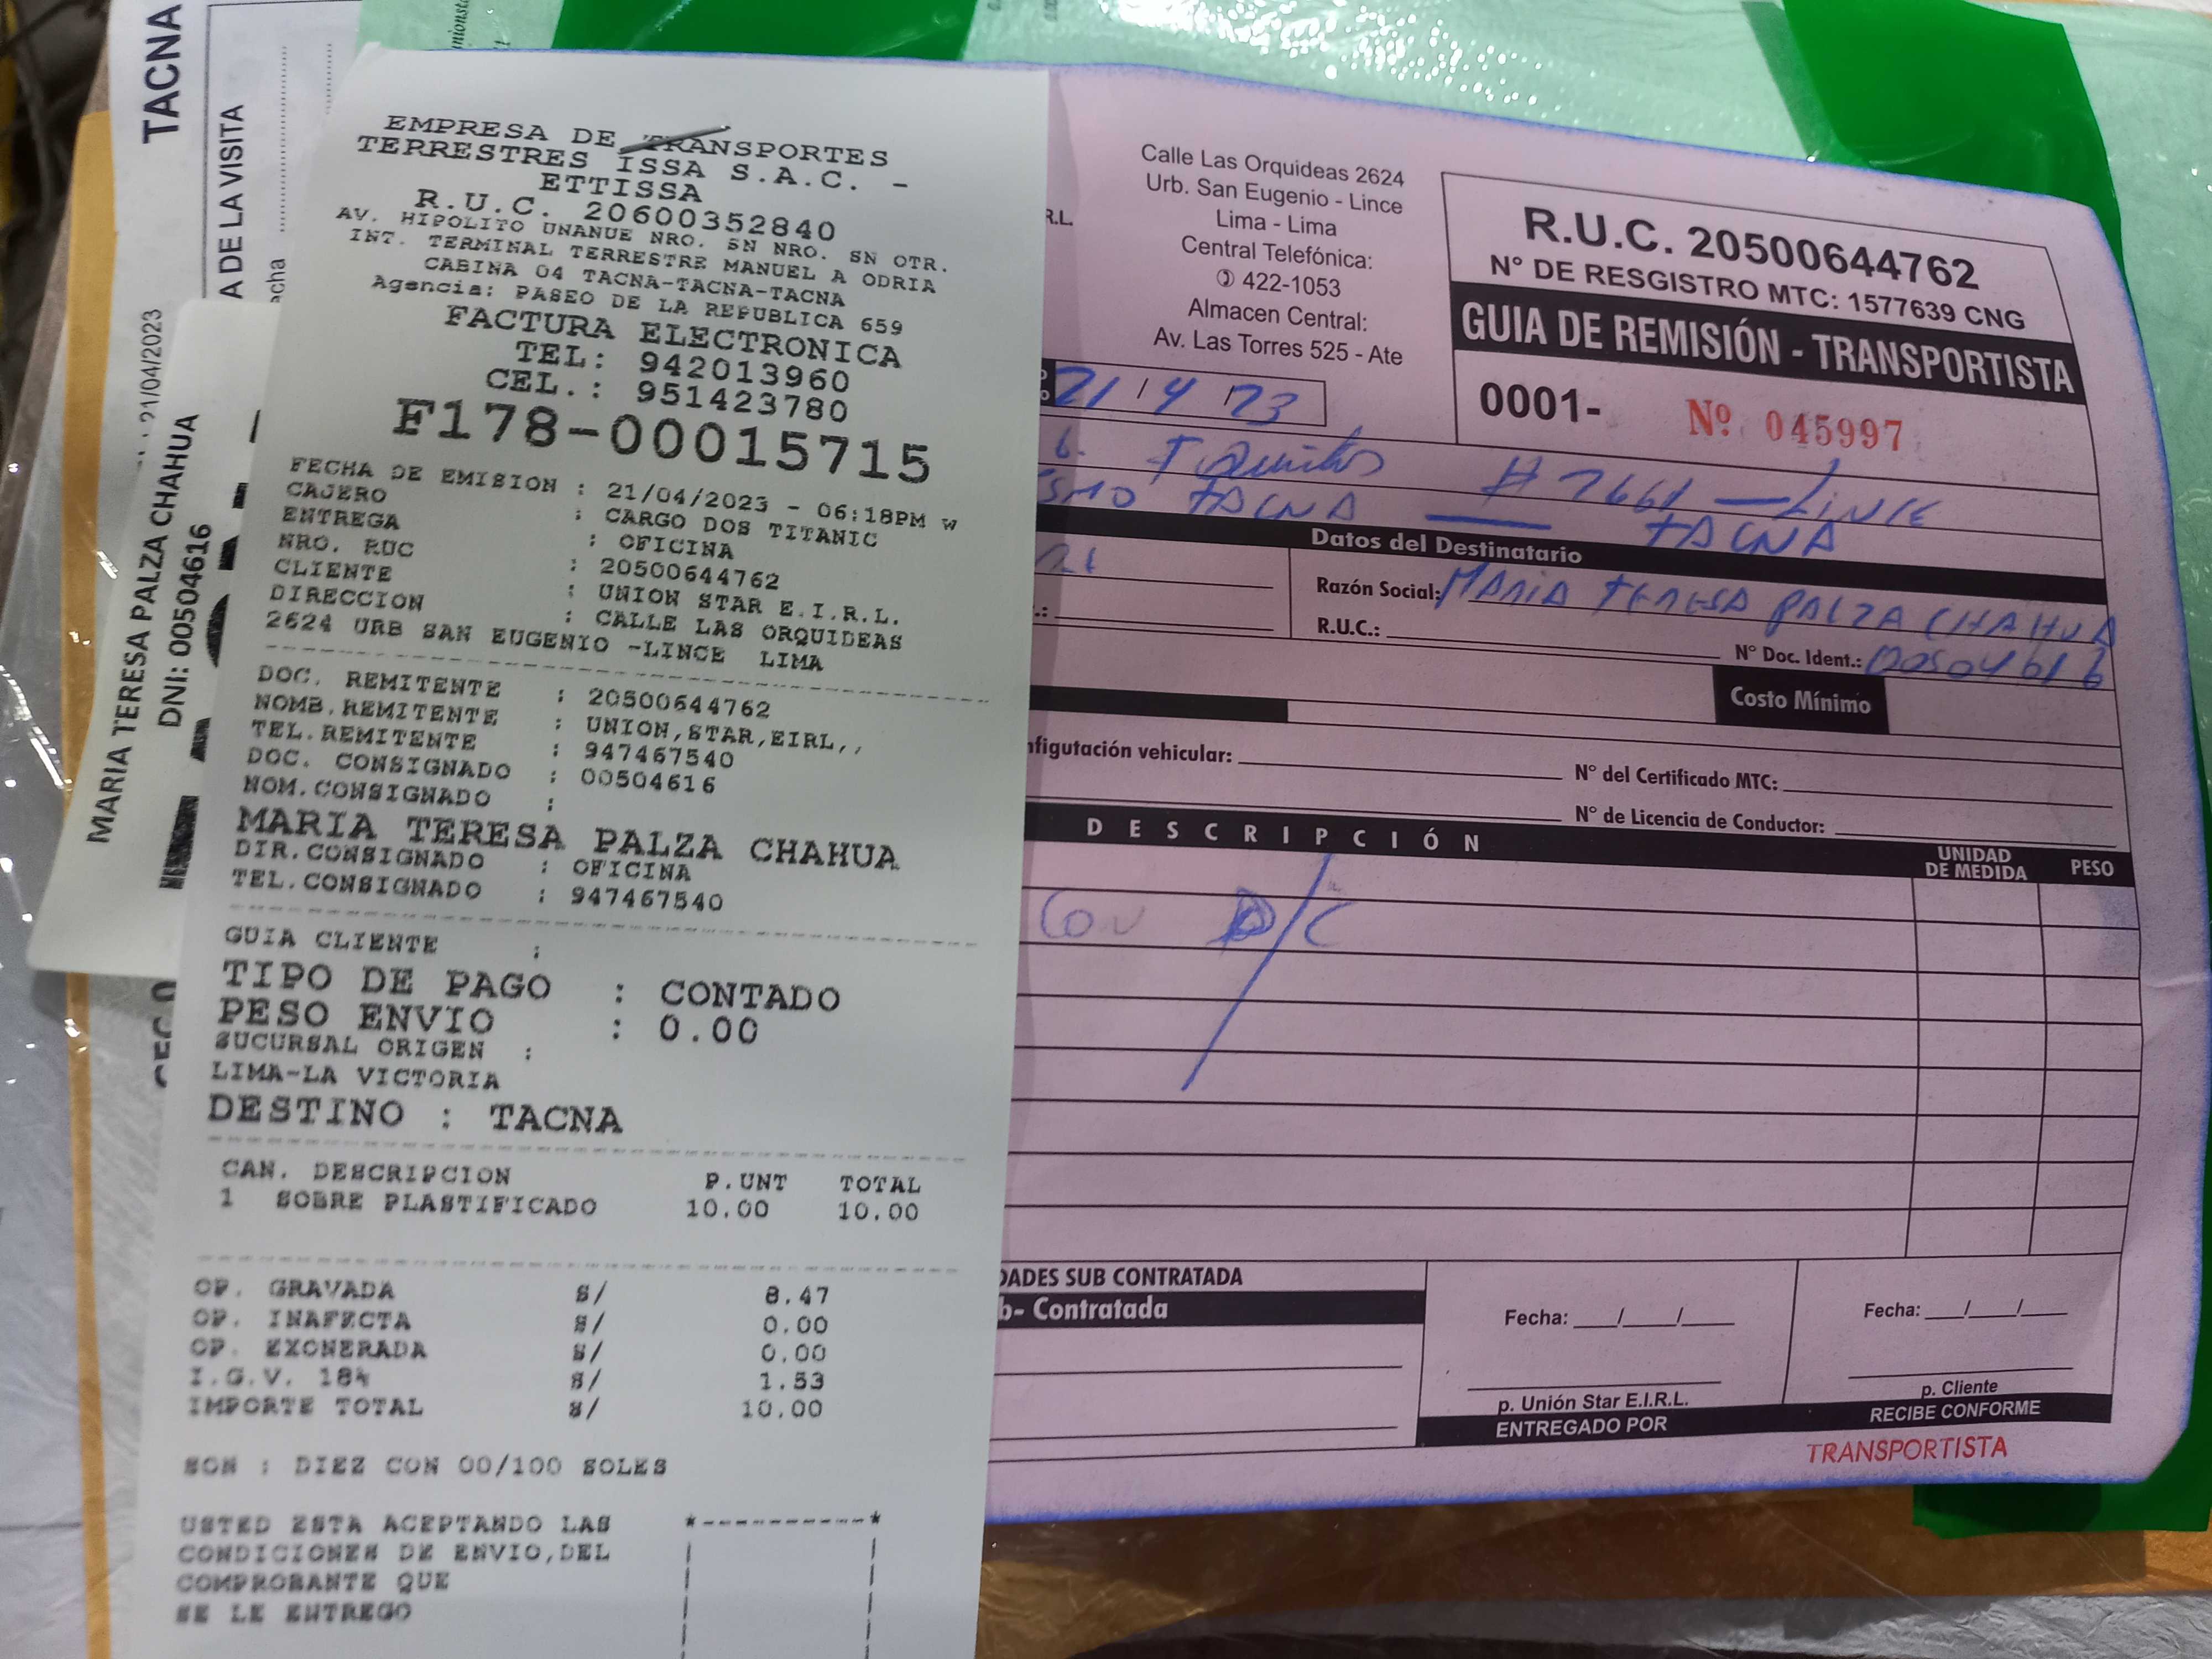 TACNA
A DE LA VISITA
echa
21/04/2023
MARIA TERESA PALZA CHAHUA
DNI: 00504616
EMPRESA DE TRANSPORTES
TERRESTRES ISSA S.A.C. -
ETTISSA
R.U.C. 20600352840
AV. HIPOLITO UNANUE NRO. SN NRO. SN OTR.
INT. TERMINAL TERRESTRE MANUEL A ODRIA
CABINA 04 TACNA-TACNA-TACNA
Agencia: PASEO DE LA REPUBLICA 659
FACTURA ELECTRONICA
TEL: 942013960
CEL.: 951423780
F178-00015715
FECHA DE EMISION : 21/04/2023 - 06:18PM W
CAJERO : CARGO DOS TITANIC
ENTREGA : OFICINA
NRO. RUC : 20500644762
CLIENTE : UNION STAR E.I.R.L.
DIRECCION : CALLE LAS ORQUIDEAS
2624 URB SAN EUGENIO -LINCE LIMA
DOC. REMITENTE : 20500644762
NOMB.REMITENTE : UNION,STAR,EIRL,,
TEL.REMITENTE : 947467540
DOC. CONSIGNADO : 00504616
NOM.CONSIGNADO :
MARIA TERESA PALZA CHAHUA
DIR.CONSIGNADO : OFICINA
TEL.CONSIGNADO : 947467540
GUIA CLIENTE :
TIPO DE PAGO : CONTADO
PESO ENVIO : 0.00
SUCURSAL ORIGEN :
LIMA-LA VICTORIA
DESTINO : TACNA
CAN. DESCRIPCION P.UNT TOTAL
1 SOBRE PLASTIFICADO 10.00 10.00
OP. GRAVADA S/ 8.47
OP. INAFECTA S/ 0.00
OP. EXONERADA S/ 0.00
I.G.V. 18% S/ 1.53
IMPORTE TOTAL S/ 10.00
SON : DIEZ CON 00/100 SOLES
USTED ESTA ACEPTANDO LAS
CONDICIONES DE ENVIO,DEL
COMPROBANTE QUE
SE LE ENTREGO
R.L.
Calle Las Orquideas 2624
Urb. San Eugenio - Lince
Lima - Lima
Central Telefónica:
422-1053
Almacen Central:
Av. Las Torres 525 - Ate
R.U.C. 20500644762
N° DE RESGISTRO MTC: 1577639 CNG
GUIA DE REMISIÓN - TRANSPORTISTA
0001- Nº 045997
21 / 4 / 23
# 2661 — LINCE
TACNA — TACNA
Datos del Destinatario
Razón Social: MARIA TERESA PALZA CHAHUA
R.U.C.:
N° Doc. Ident.: 00504616
Costo Mínimo
nfigutación vehicular:
N° del Certificado MTC:
N° de Licencia de Conductor:
DESCRIPCIÓN
UNIDAD DE MEDIDA
PESO
DADES SUB CONTRATADA
b- Contratada
Fecha: ___/___/___
p. Unión Star E.I.R.L.
ENTREGADO POR
Fecha: ___/___/___
p. Cliente
RECIBE CONFORME
TRANSPORTISTA